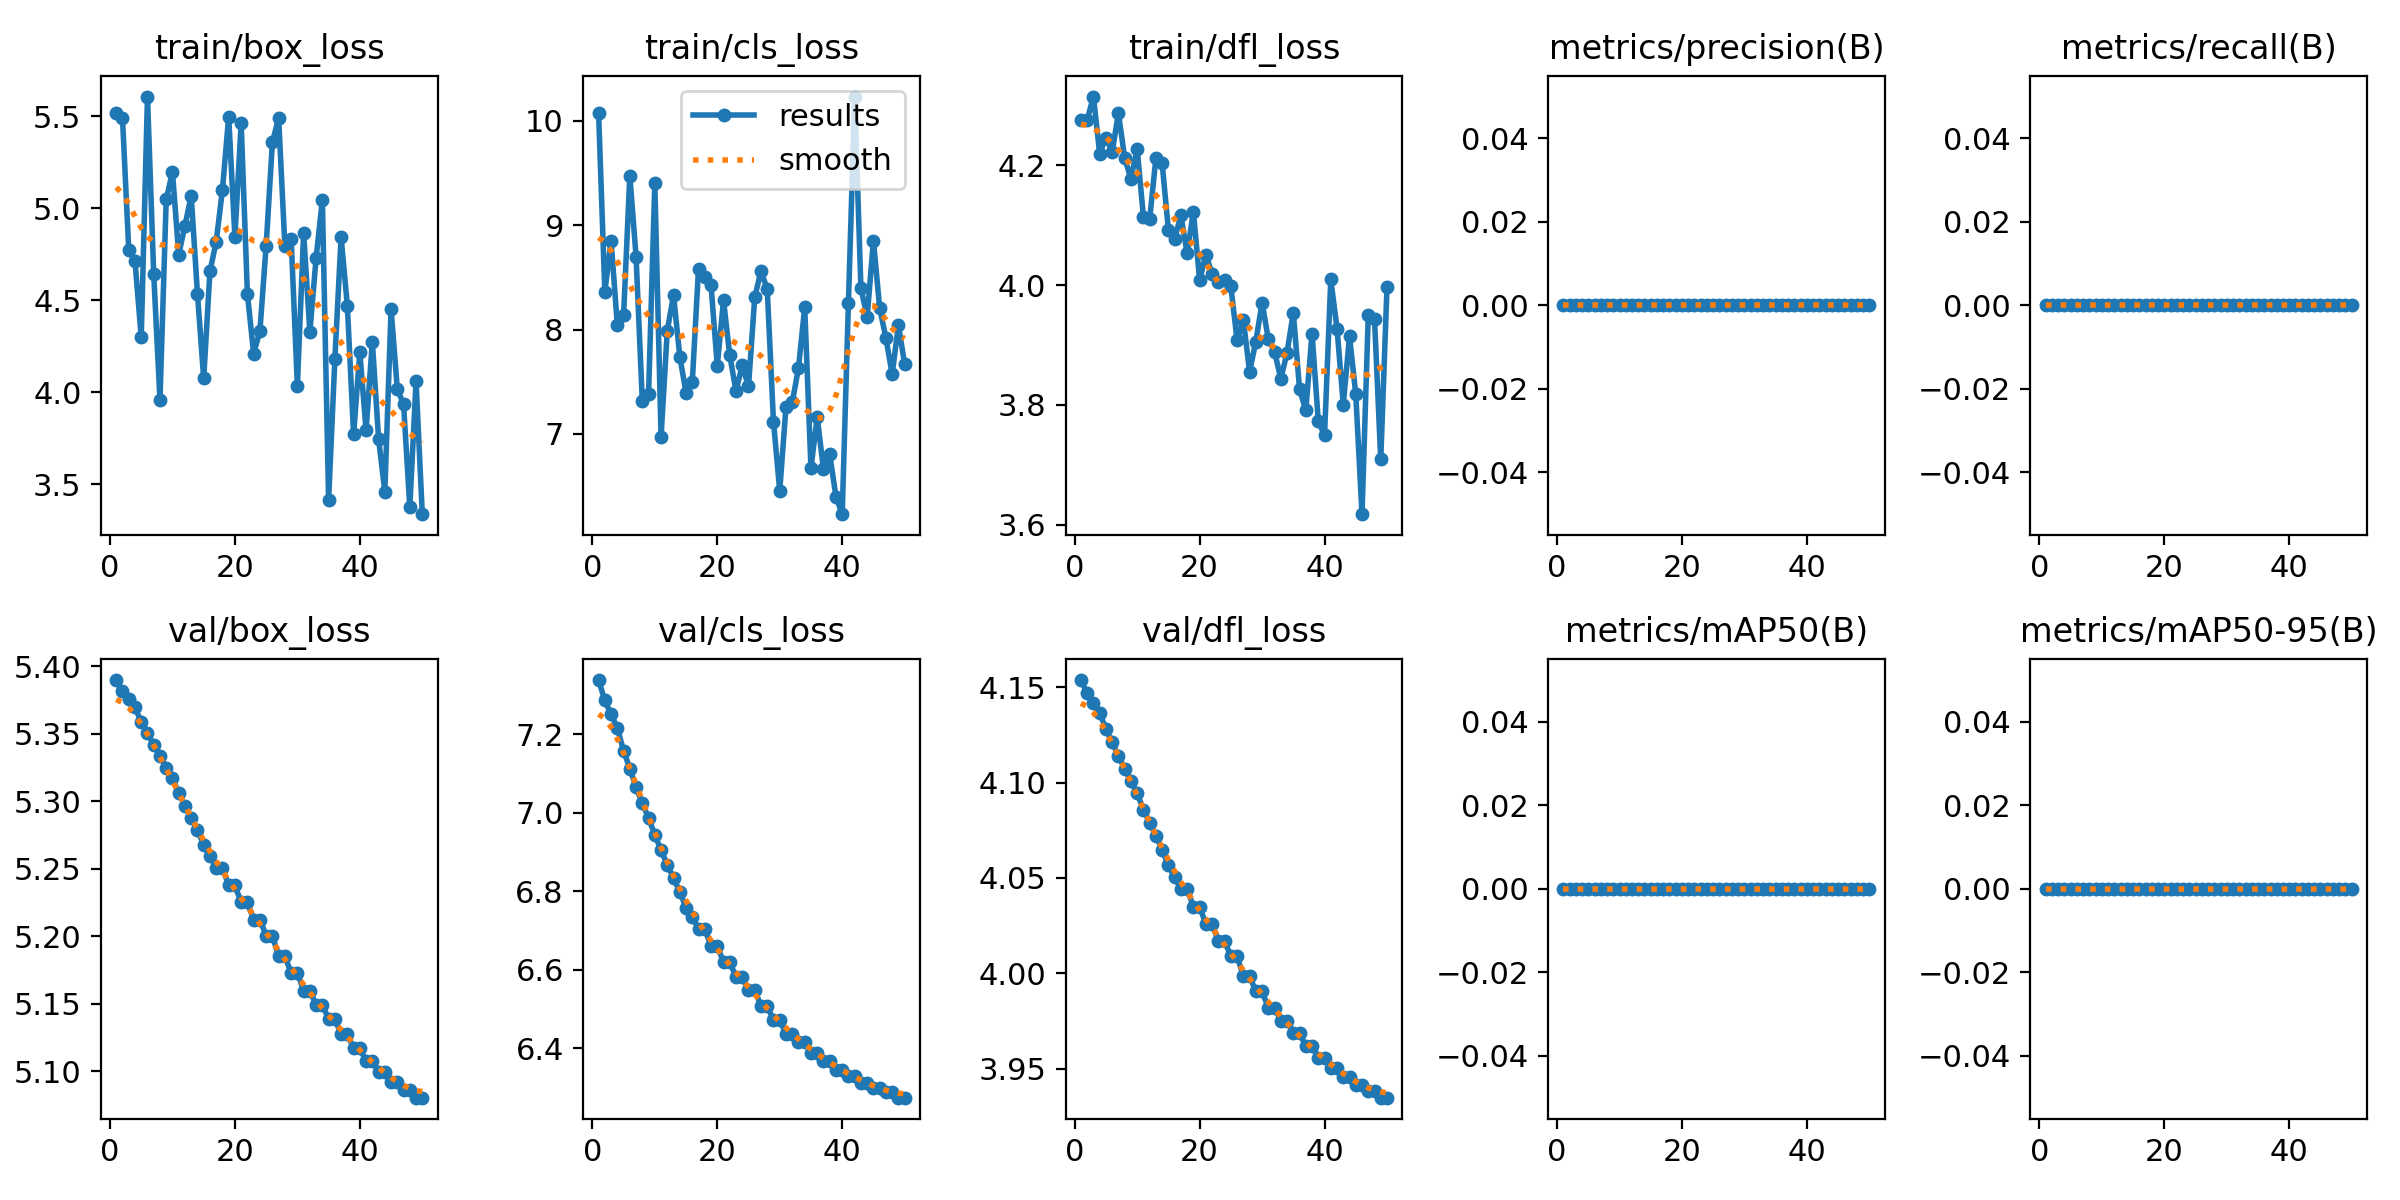 train/box_loss
5.5
5.0
4.5
4.0
3.5
0 20 40
train/cls_loss
results
smooth
10
9
8
7
0 20 40
train/dfl_loss
4.2
4.0
3.8
3.6
0 20 40
metrics/precision(B)
0.04
0.02
0.00
−0.02
−0.04
0 20 40
metrics/recall(B)
0.04
0.02
0.00
−0.02
−0.04
0 20 40
val/box_loss
5.40
5.35
5.30
5.25
5.20
5.15
5.10
0 20 40
val/cls_loss
7.2
7.0
6.8
6.6
6.4
0 20 40
val/dfl_loss
4.15
4.10
4.05
4.00
3.95
0 20 40
metrics/mAP50(B)
0.04
0.02
0.00
−0.02
−0.04
0 20 40
metrics/mAP50-95(B)
0.04
0.02
0.00
−0.02
−0.04
0 20 40